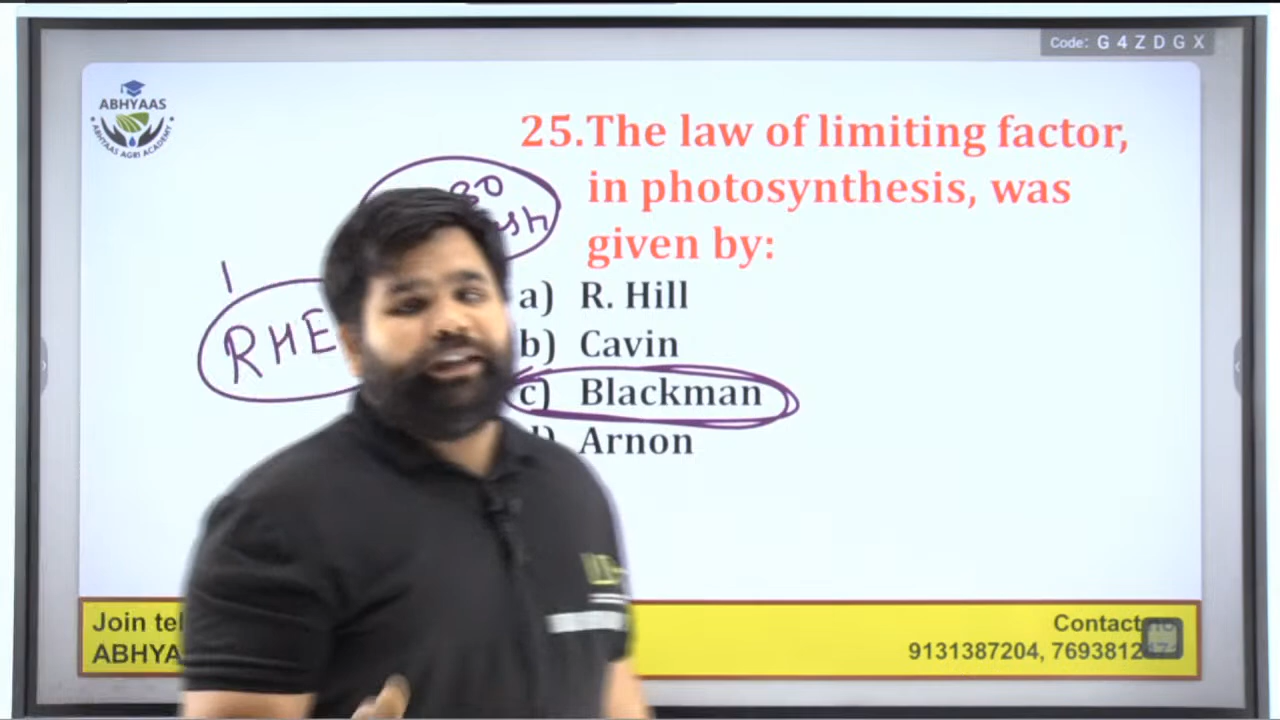 Code: G 4 Z D G X
ABHYAAS
ABHYAAS AGRI ACADEMY
25.The law of limiting factor,
in photosynthesis, was
given by:
a) R. Hill
b) Cavin
c) Blackman
d) Arnon
RHE
Join tel
ABHYA
Contact
9131387204,